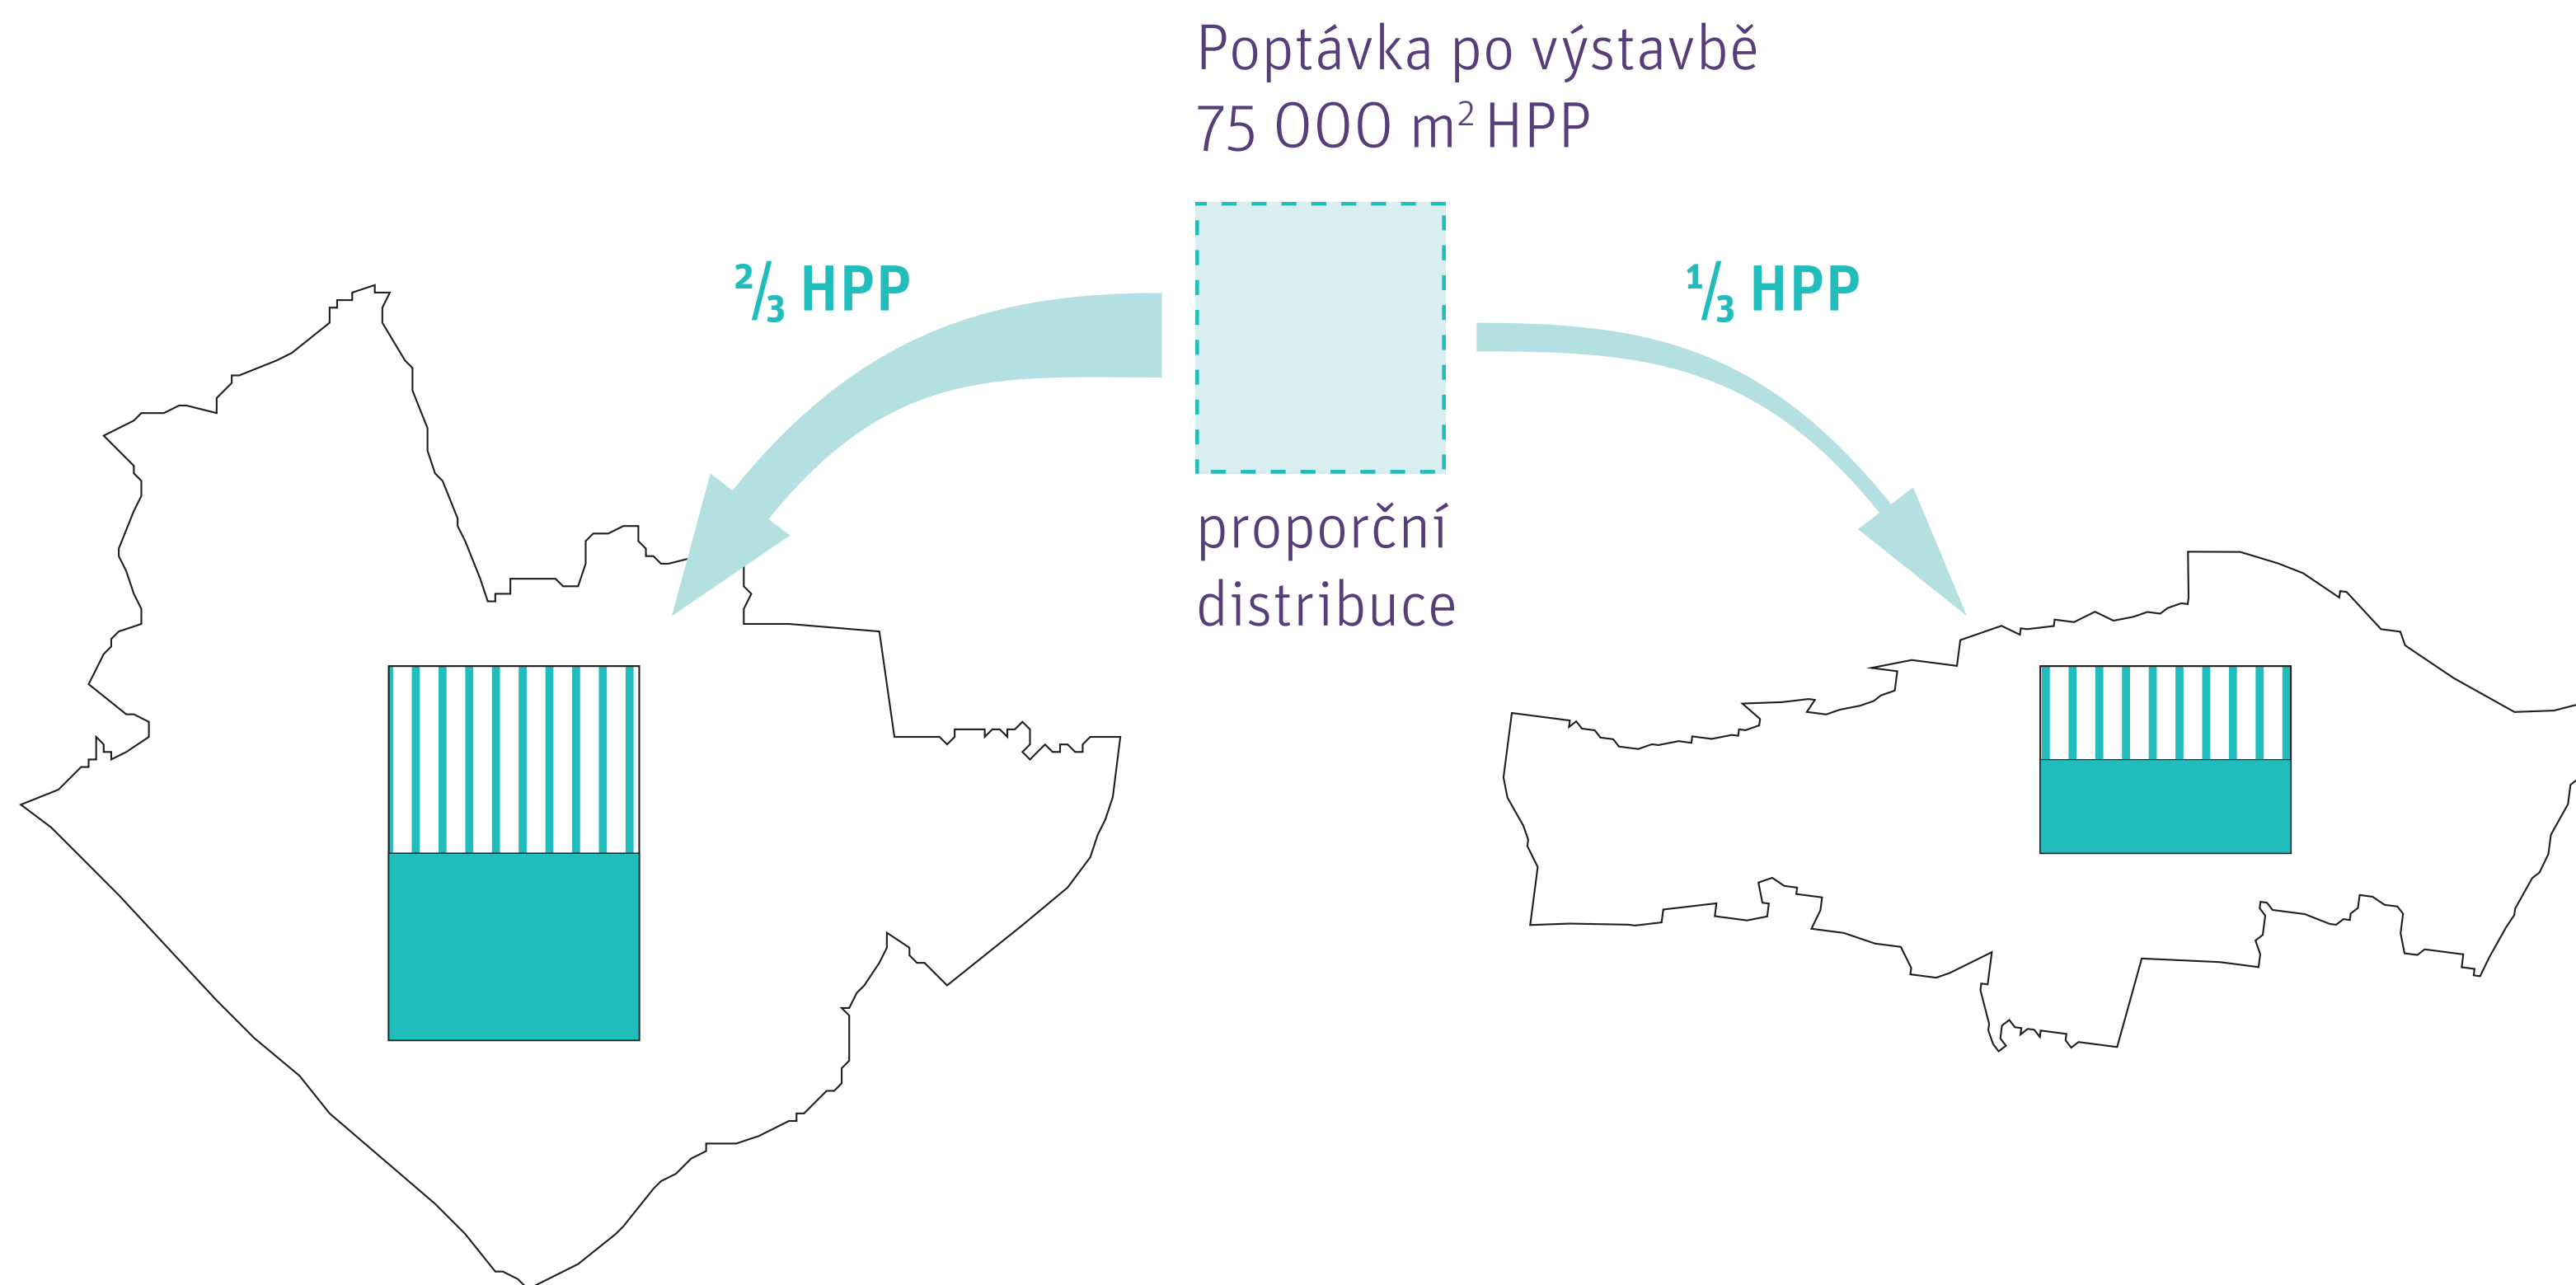 Poptávka po výstavbě
75 000 m² HPP
⅔ HPP
⅓ HPP
proporční
distribuce